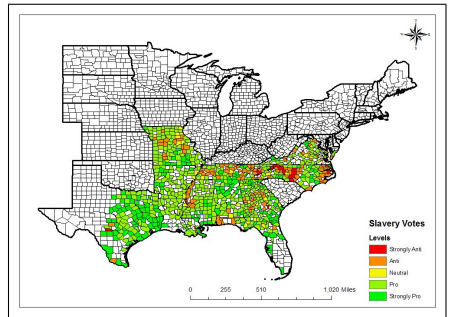 Slavery Votes
Levels
Strongly Anti
Anti
Neutral
Pro
Strongly Pro
0 255 510 1,020 Miles